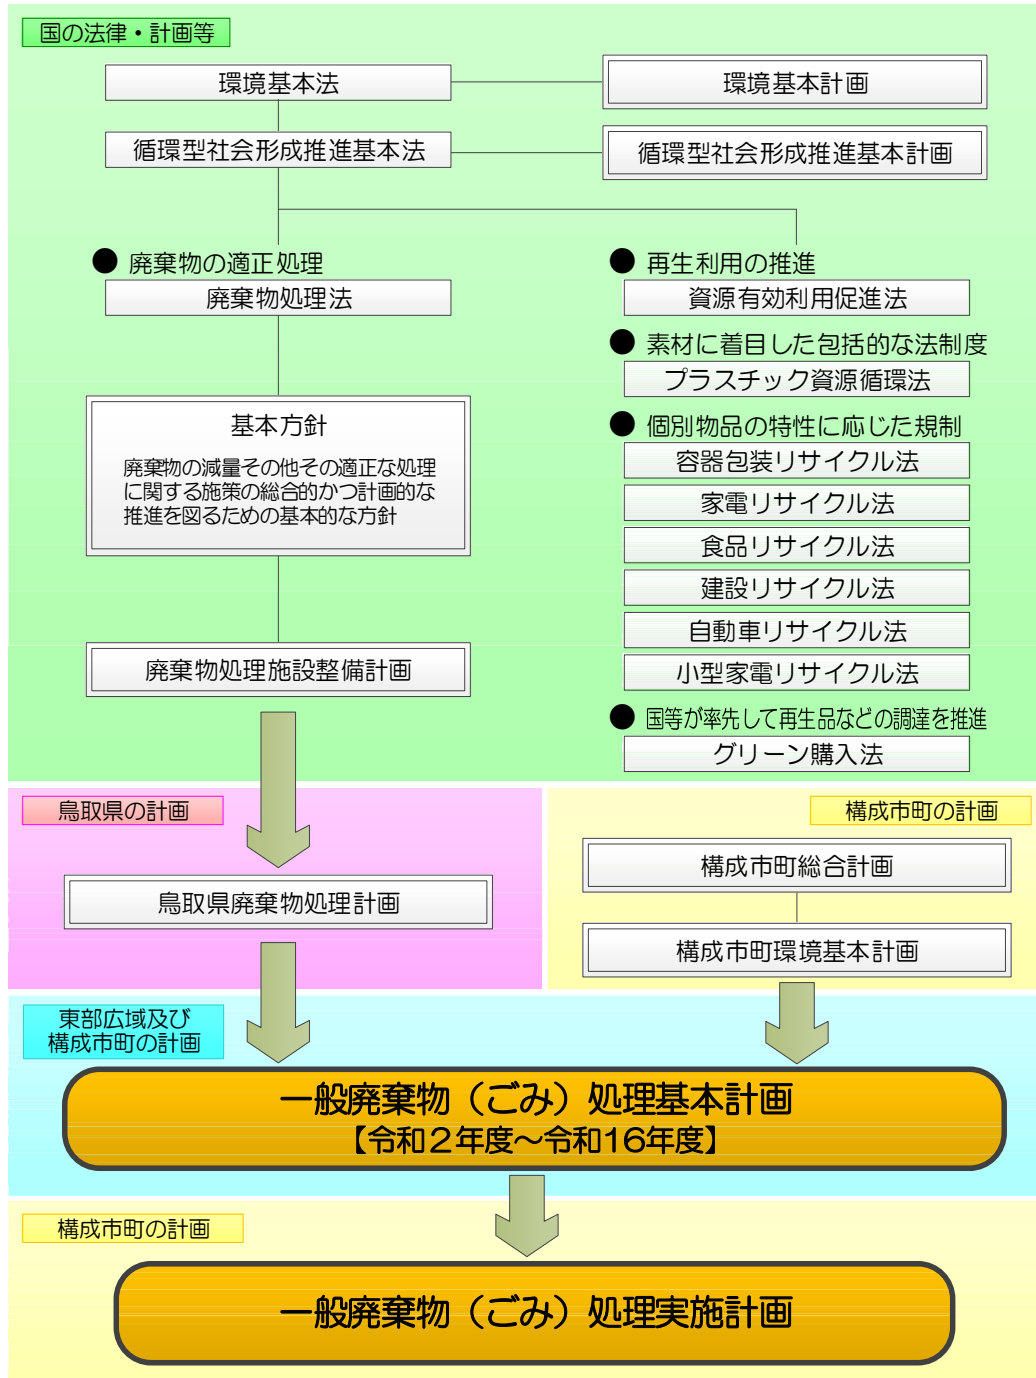 国の法律・計画等
環境基本法
環境基本計画
循環型社会形成推進基本法
循環型社会形成推進基本計画
● 廃棄物の適正処理
廃棄物処理法
基本方針
廃棄物の減量その他その適正な処理
に関する施策の総合的かつ計画的な
推進を図るための基本的な方針
廃棄物処理施設整備計画
● 再生利用の推進
資源有効利用促進法
● 素材に着目した包括的な法制度
プラスチック資源循環法
● 個別物品の特性に応じた規制
容器包装リサイクル法
家電リサイクル法
食品リサイクル法
建設リサイクル法
自動車リサイクル法
小型家電リサイクル法
● 国等が率先して再生品などの調達を推進
グリーン購入法
鳥取県の計画
鳥取県廃棄物処理計画
構成市町の計画
構成市町総合計画
構成市町環境基本計画
東部広域及び
構成市町の計画
一般廃棄物（ごみ）処理基本計画
【令和２年度～令和16年度】
構成市町の計画
一般廃棄物（ごみ）処理実施計画